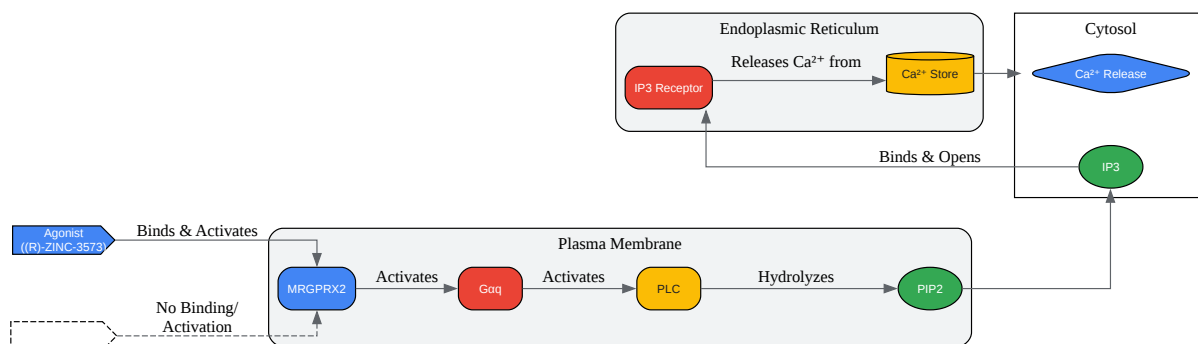 Endoplasmic Reticulum
Cytosol
Releases Ca²⁺ from
IP3 Receptor
Ca²⁺ Store
Ca²⁺ Release
Binds & Opens
IP3
Agonist
((R)-ZINC-3573)
Binds & Activates
Plasma Membrane
MRGPRX2
Activates
Gαq
Activates
PLC
Hydrolyzes
PIP2
No Binding/
Activation